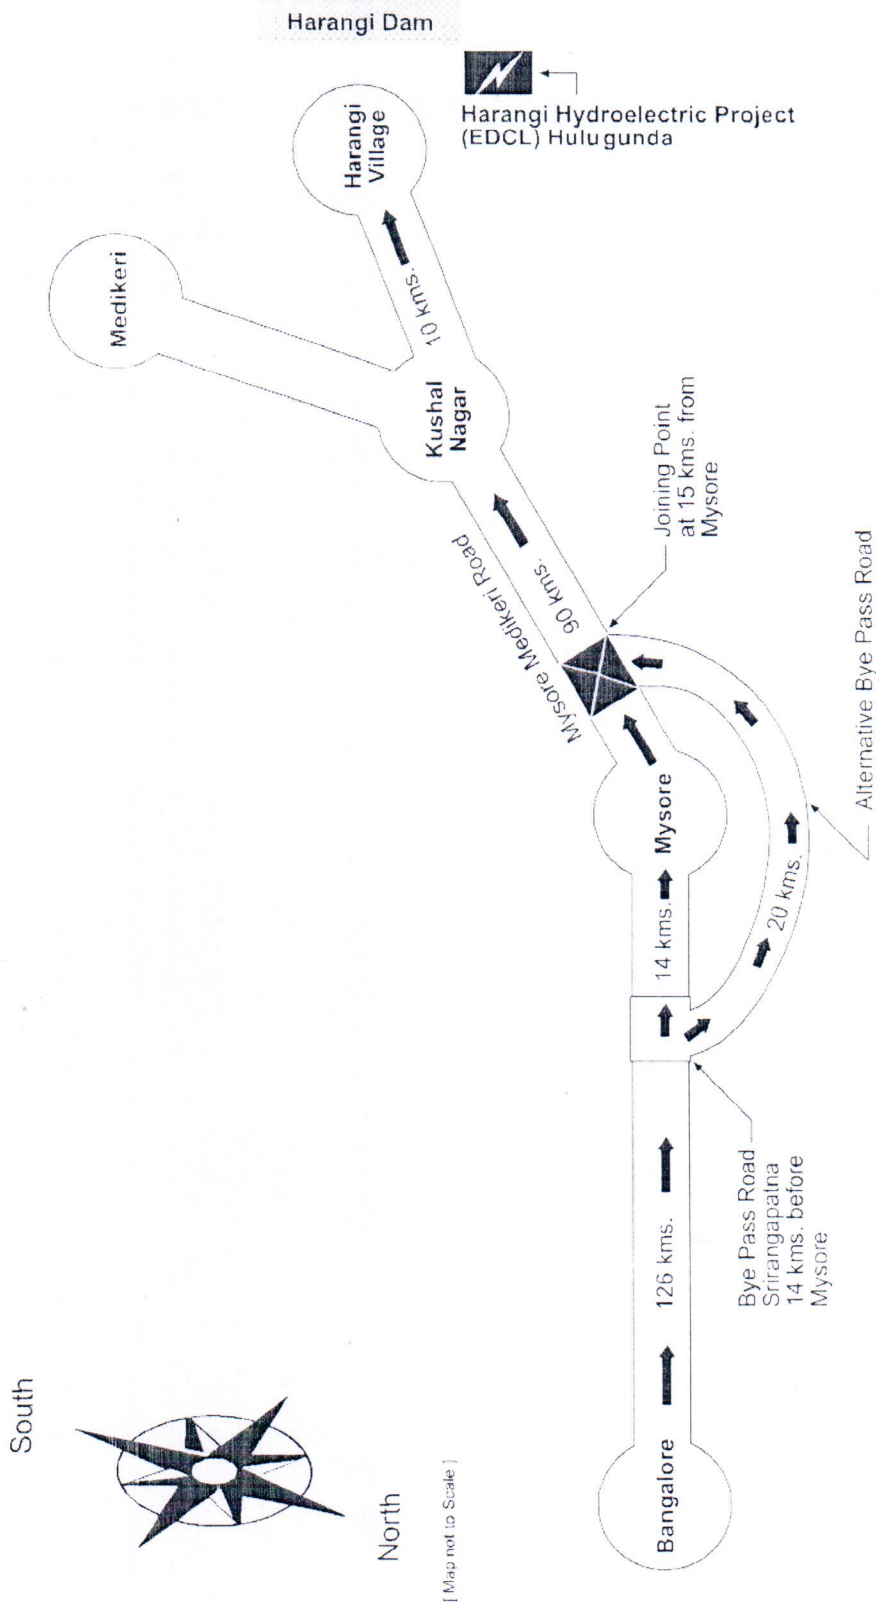 Harangi Dam
Harangi Hydroelectric Project
(EDCL) Hulugunda
Harangi
Village
Medikeri
10 kms.
Kushal
Nagar
Joining Point
at 15 kms. from
Mysore
Mysore Medikeri Road
90 kms.
Alternative Bye Pass Road
Mysore
14 kms.
20 kms.
Bye Pass Road
Srirangapatna
14 kms. before
Mysore
126 kms.
Bangalore
South
North
[ Map not to Scale ]